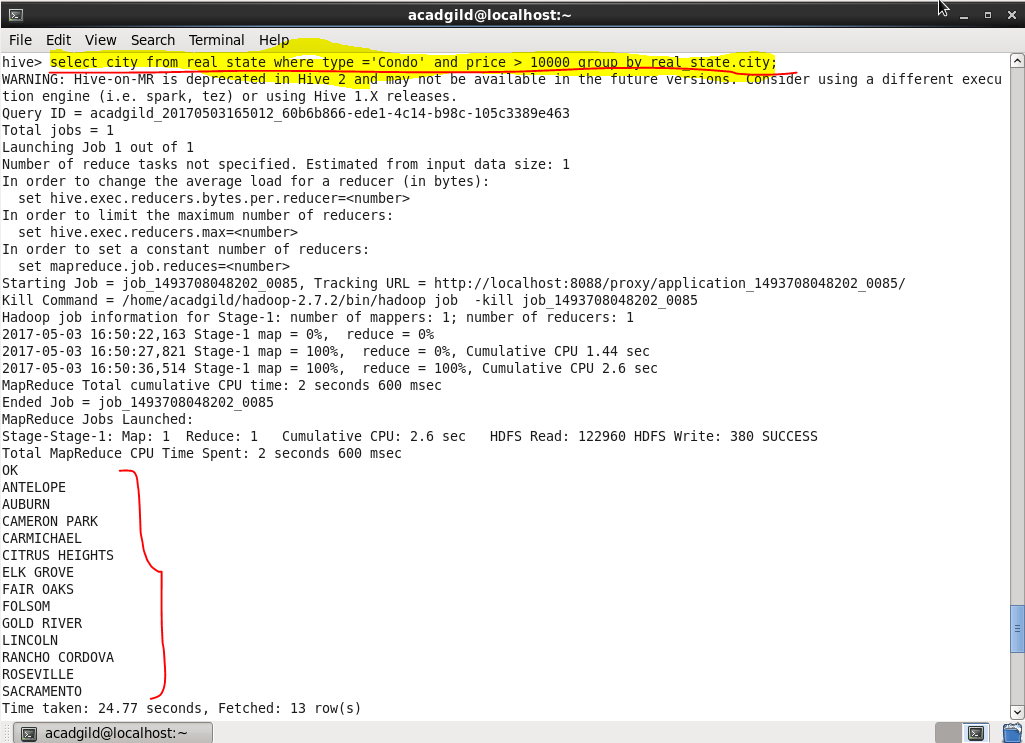 acadgild@localhost:~
File Edit View Search Terminal Help
hive> select city from real_state where type ='Condo' and price > 10000 group by real_state.city;
WARNING: Hive-on-MR is deprecated in Hive 2 and may not be available in the future versions. Consider using a different execu
tion engine (i.e. spark, tez) or using Hive 1.X releases.
Query ID = acadgild_20170503165012_60b6b866-ede1-4c14-b98c-105c3389e463
Total jobs = 1
Launching Job 1 out of 1
Number of reduce tasks not specified. Estimated from input data size: 1
In order to change the average load for a reducer (in bytes):
  set hive.exec.reducers.bytes.per.reducer=<number>
In order to limit the maximum number of reducers:
  set hive.exec.reducers.max=<number>
In order to set a constant number of reducers:
  set mapreduce.job.reduces=<number>
Starting Job = job_1493708048202_0085, Tracking URL = http://localhost:8088/proxy/application_1493708048202_0085/
Kill Command = /home/acadgild/hadoop-2.7.2/bin/hadoop job  -kill job_1493708048202_0085
Hadoop job information for Stage-1: number of mappers: 1; number of reducers: 1
2017-05-03 16:50:22,163 Stage-1 map = 0%,  reduce = 0%
2017-05-03 16:50:27,821 Stage-1 map = 100%,  reduce = 0%, Cumulative CPU 1.44 sec
2017-05-03 16:50:36,514 Stage-1 map = 100%,  reduce = 100%, Cumulative CPU 2.6 sec
MapReduce Total cumulative CPU time: 2 seconds 600 msec
Ended Job = job_1493708048202_0085
MapReduce Jobs Launched:
Stage-Stage-1: Map: 1  Reduce: 1   Cumulative CPU: 2.6 sec   HDFS Read: 122960 HDFS Write: 380 SUCCESS
Total MapReduce CPU Time Spent: 2 seconds 600 msec
OK
ANTELOPE
AUBURN
CAMERON PARK
CARMICHAEL
CITRUS HEIGHTS
ELK GROVE
FAIR OAKS
FOLSOM
GOLD RIVER
LINCOLN
RANCHO CORDOVA
ROSEVILLE
SACRAMENTO
Time taken: 24.77 seconds, Fetched: 13 row(s)
acadgild@localhost:~